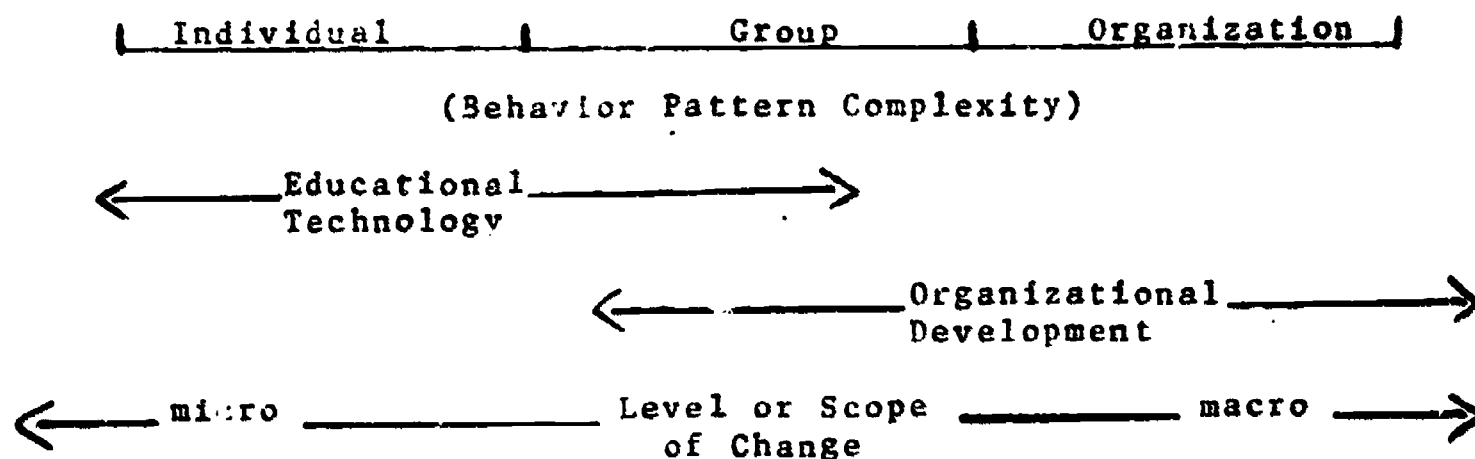 Individual Group Organization
(Behavior Pattern Complexity)
Educational
Technology
Organizational
Development
micro Level or Scope macro
of Change